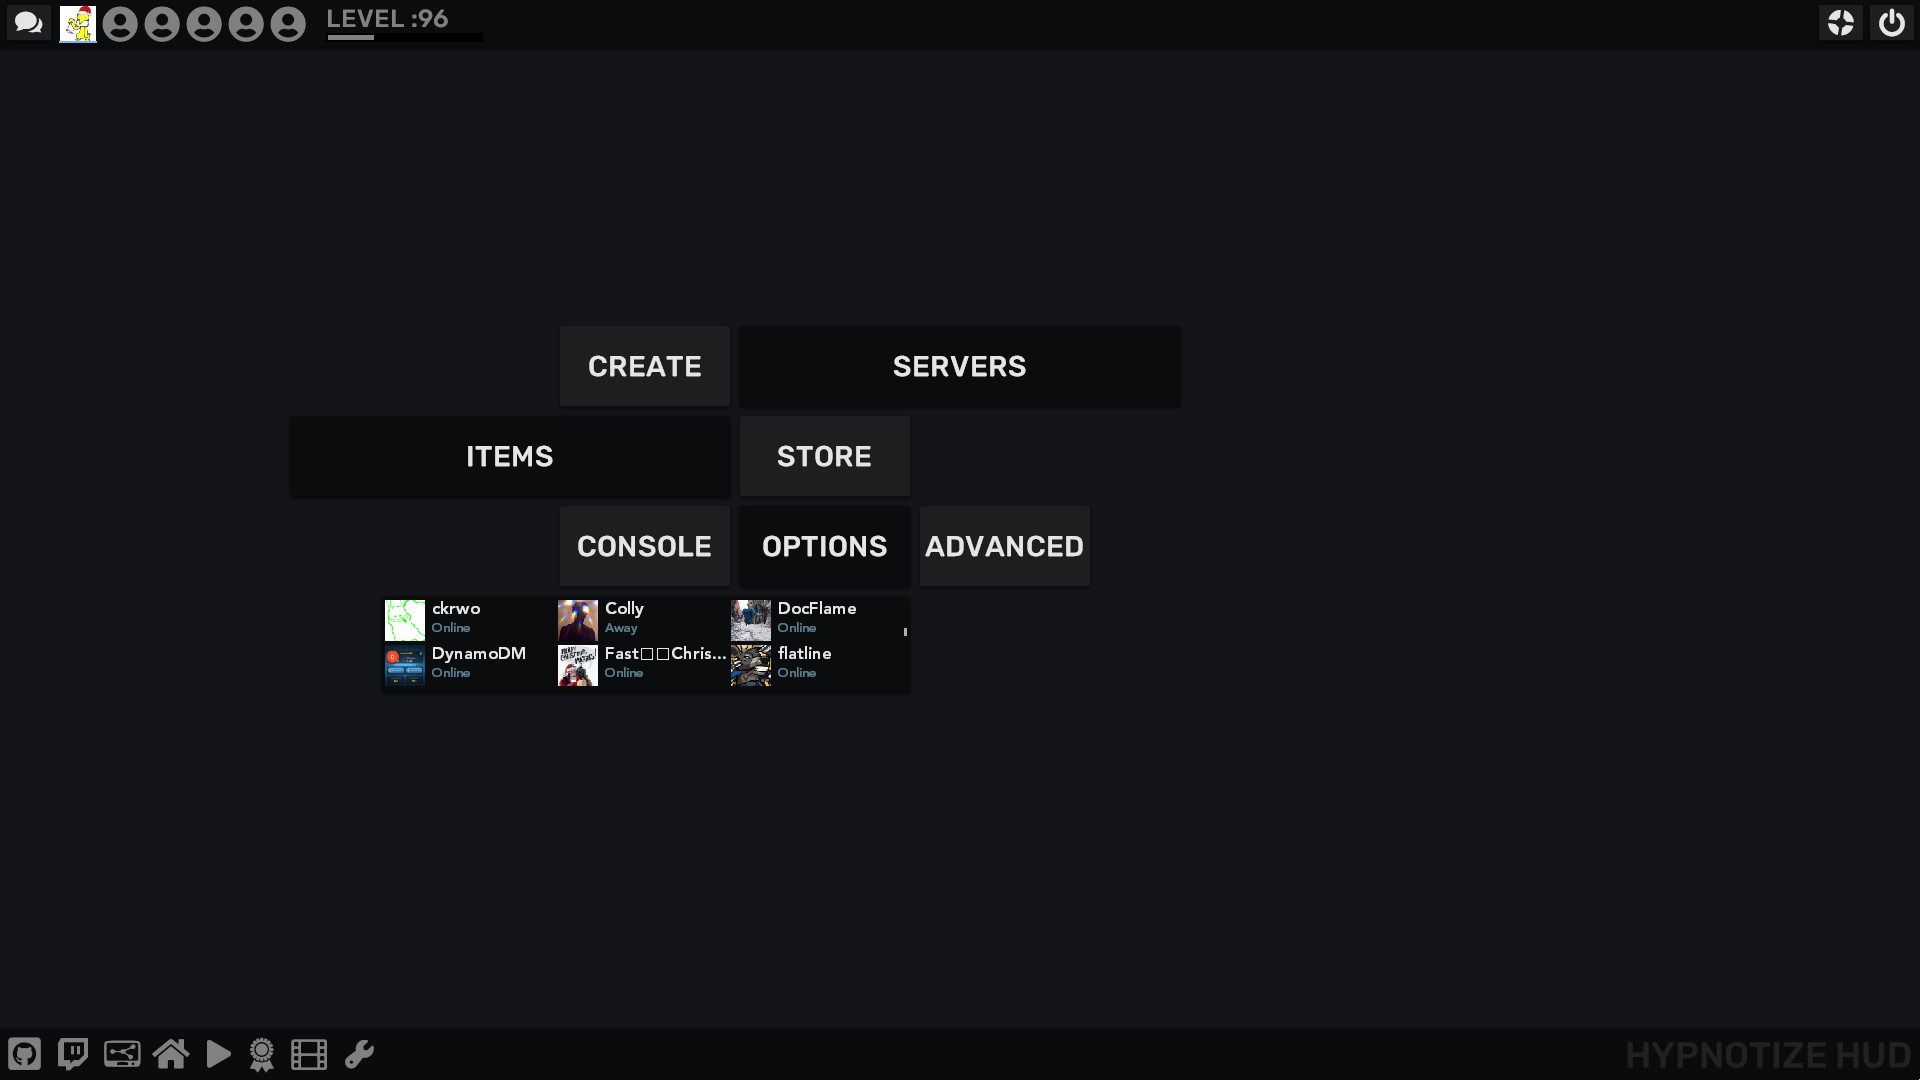 LEVEL :96
CREATE
SERVERS
ITEMS
STORE
CONSOLE
OPTIONS
ADVANCED
ckrwo
Online
Colly
Away
DocFlame
Online
DynamoDM
Online
Fast□□Chris...
Online
flatline
Online
HYPNOTIZE HUD